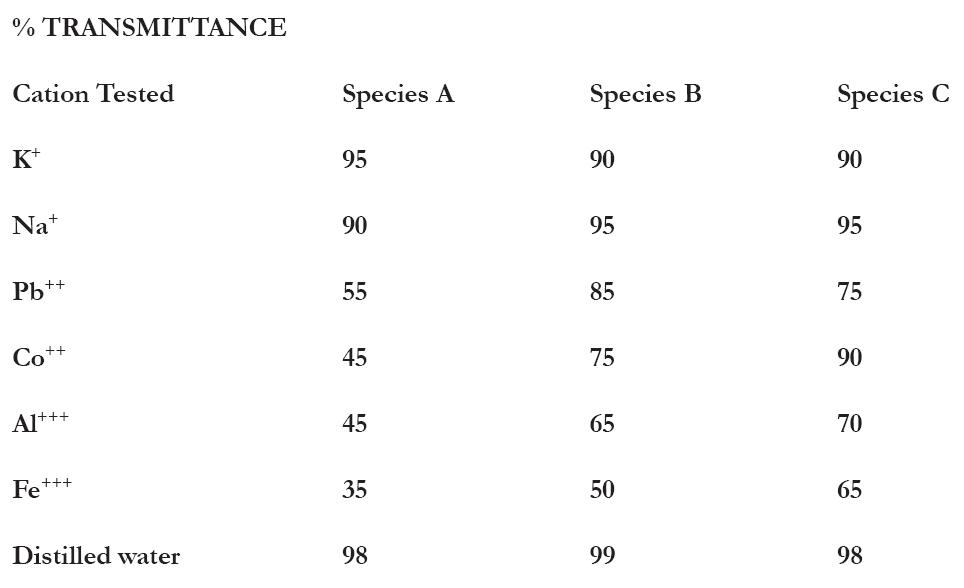 % TRANSMITTANCE
Cation Tested Species A Species B Species C
K⁺ 95 90 90
Na⁺ 90 95 95
Pb⁺⁺ 55 85 75
Co⁺⁺ 45 75 90
Al⁺⁺⁺ 45 65 70
Fe⁺⁺⁺ 35 50 65
Distilled water 98 99 98